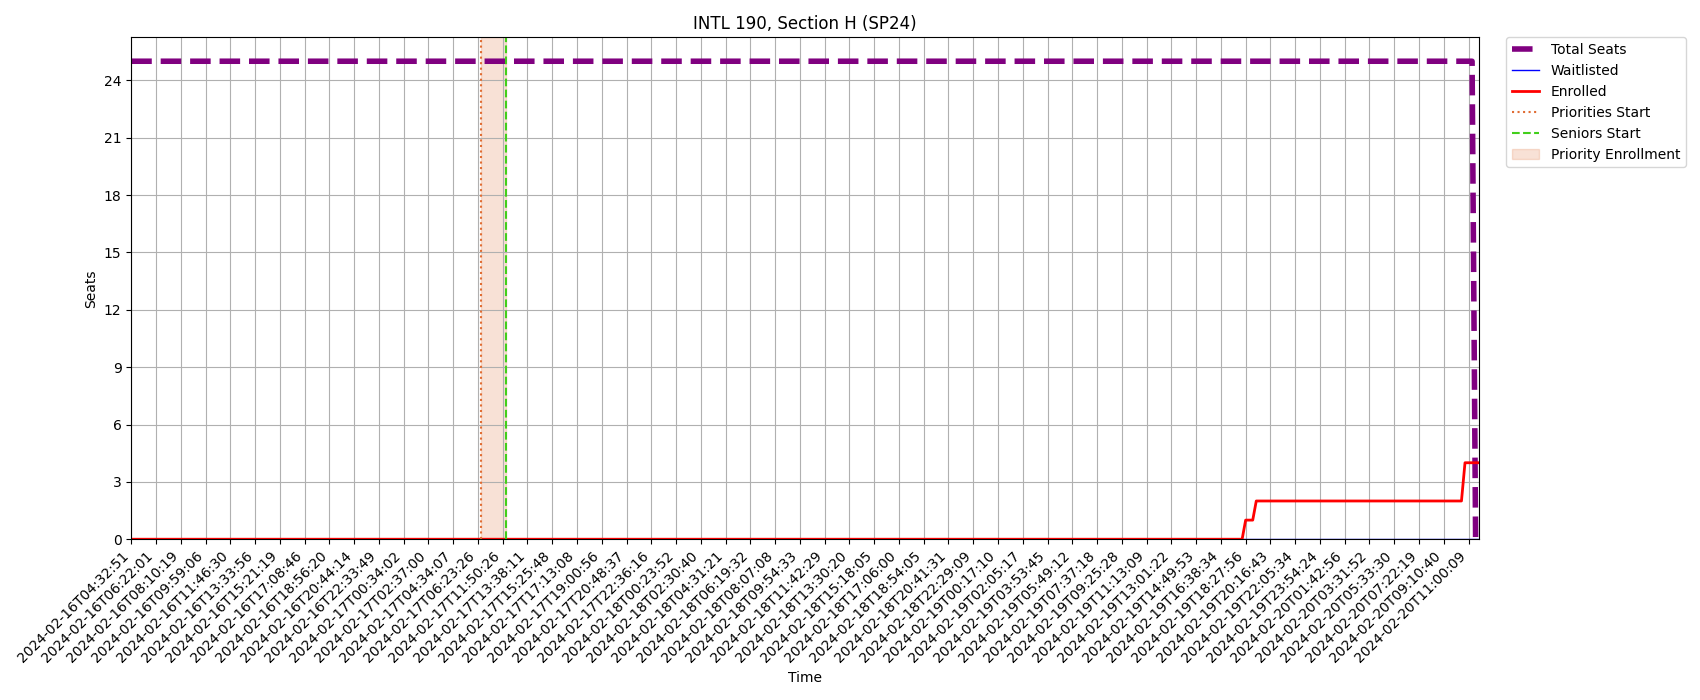 INTL 190, Section H (SP24)
Total Seats
Waitlisted
Enrolled
Priorities Start
Seniors Start
Priority Enrollment
Seats
24
21
18
15
12
9
6
3
0
2024-02-16T04:32:51
2024-02-16T06:22:01
2024-02-16T08:10:19
2024-02-16T09:59:06
2024-02-16T11:46:30
2024-02-16T13:33:56
2024-02-16T15:21:19
2024-02-16T17:08:46
2024-02-16T18:56:20
2024-02-16T20:44:14
2024-02-16T22:33:49
2024-02-17T00:34:02
2024-02-17T02:37:00
2024-02-17T04:34:07
2024-02-17T06:23:26
2024-02-17T11:50:26
2024-02-17T13:38:11
2024-02-17T15:25:48
2024-02-17T17:13:08
2024-02-17T19:00:56
2024-02-17T20:48:37
2024-02-17T22:36:16
2024-02-18T00:23:52
2024-02-18T02:30:40
2024-02-18T04:31:21
2024-02-18T06:19:32
2024-02-18T08:07:08
2024-02-18T09:54:33
2024-02-18T11:42:29
2024-02-18T13:30:20
2024-02-18T15:18:05
2024-02-18T17:06:00
2024-02-18T18:54:05
2024-02-18T20:41:31
2024-02-18T22:29:09
2024-02-19T00:17:10
2024-02-19T02:05:17
2024-02-19T03:53:45
2024-02-19T05:49:12
2024-02-19T07:37:18
2024-02-19T09:25:28
2024-02-19T11:13:09
2024-02-19T13:01:22
2024-02-19T14:49:53
2024-02-19T16:38:34
2024-02-19T18:27:56
2024-02-19T20:16:43
2024-02-19T22:05:34
2024-02-19T23:54:24
2024-02-20T01:42:56
2024-02-20T03:31:52
2024-02-20T05:33:30
2024-02-20T07:22:19
2024-02-20T09:10:40
2024-02-20T11:00:09
Time